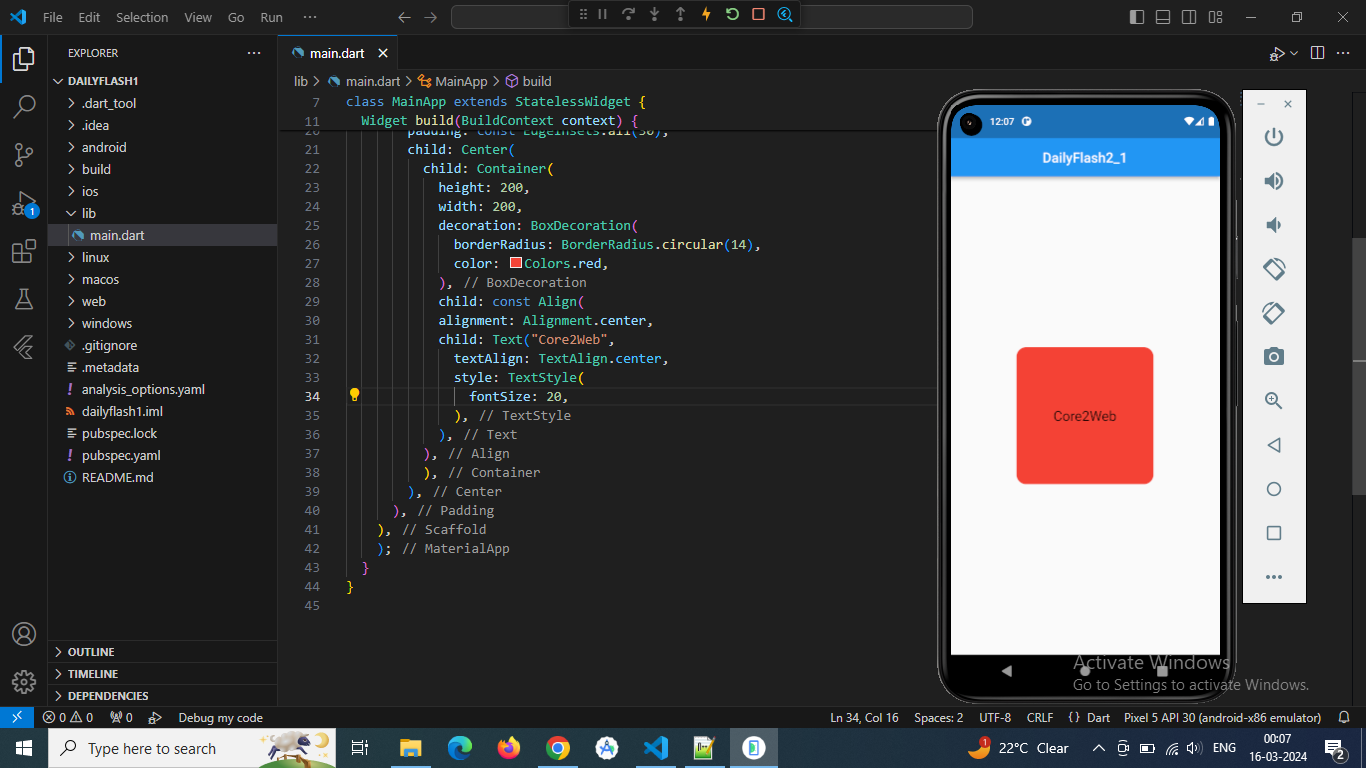 File Edit Selection View Go Run ···
EXPLORER
main.dart
DAILYFLASH1
.dart_tool
.idea
android
build
ios
lib
main.dart
linux
macos
web
windows
.gitignore
.metadata
analysis_options.yaml
dailyflash1.iml
pubspec.lock
pubspec.yaml
README.md
OUTLINE
TIMELINE
DEPENDENCIES
1
lib > main.dart > MainApp > build
7 class MainApp extends StatelessWidget {
11 Widget build(BuildContext context) {
20 padding: const EdgeInsets.all(30),
21 child: Center(
22 child: Container(
23 height: 200,
24 width: 200,
25 decoration: BoxDecoration(
26 borderRadius: BorderRadius.circular(14),
27 color: Colors.red,
28 ), // BoxDecoration
29 child: const Align(
30 alignment: Alignment.center,
31 child: Text("Core2Web",
32 textAlign: TextAlign.center,
33 style: TextStyle(
34 fontSize: 20,
35 ), // TextStyle
36 ), // Text
37 ), // Align
38 ), // Container
39 ), // Center
40 ), // Padding
41 ), // Scaffold
42 ); // MaterialApp
43 }
44 }
45
12:07
DailyFlash2_1
Core2Web
Activate Windows
Go to Settings to activate Windows.
0 0 0 Debug my code Ln 34, Col 16 Spaces: 2 UTF-8 CRLF {} Dart Pixel 5 API 30 (android-x86 emulator)
Type here to search 1 22°C Clear ENG 00:07
16-03-2024 2